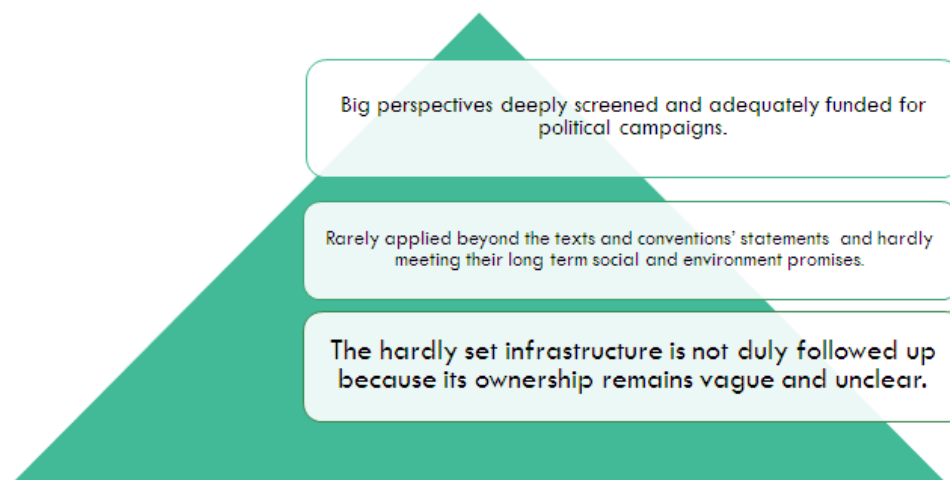 Big perspectives deeply screened and adequately funded for
political campaigns.
Rarely applied beyond the texts and conventions' statements  and hardly
meeting their long term social and environment promises.
The hardly set infrastructure is not duly followed up
because its ownership remains vague and unclear.